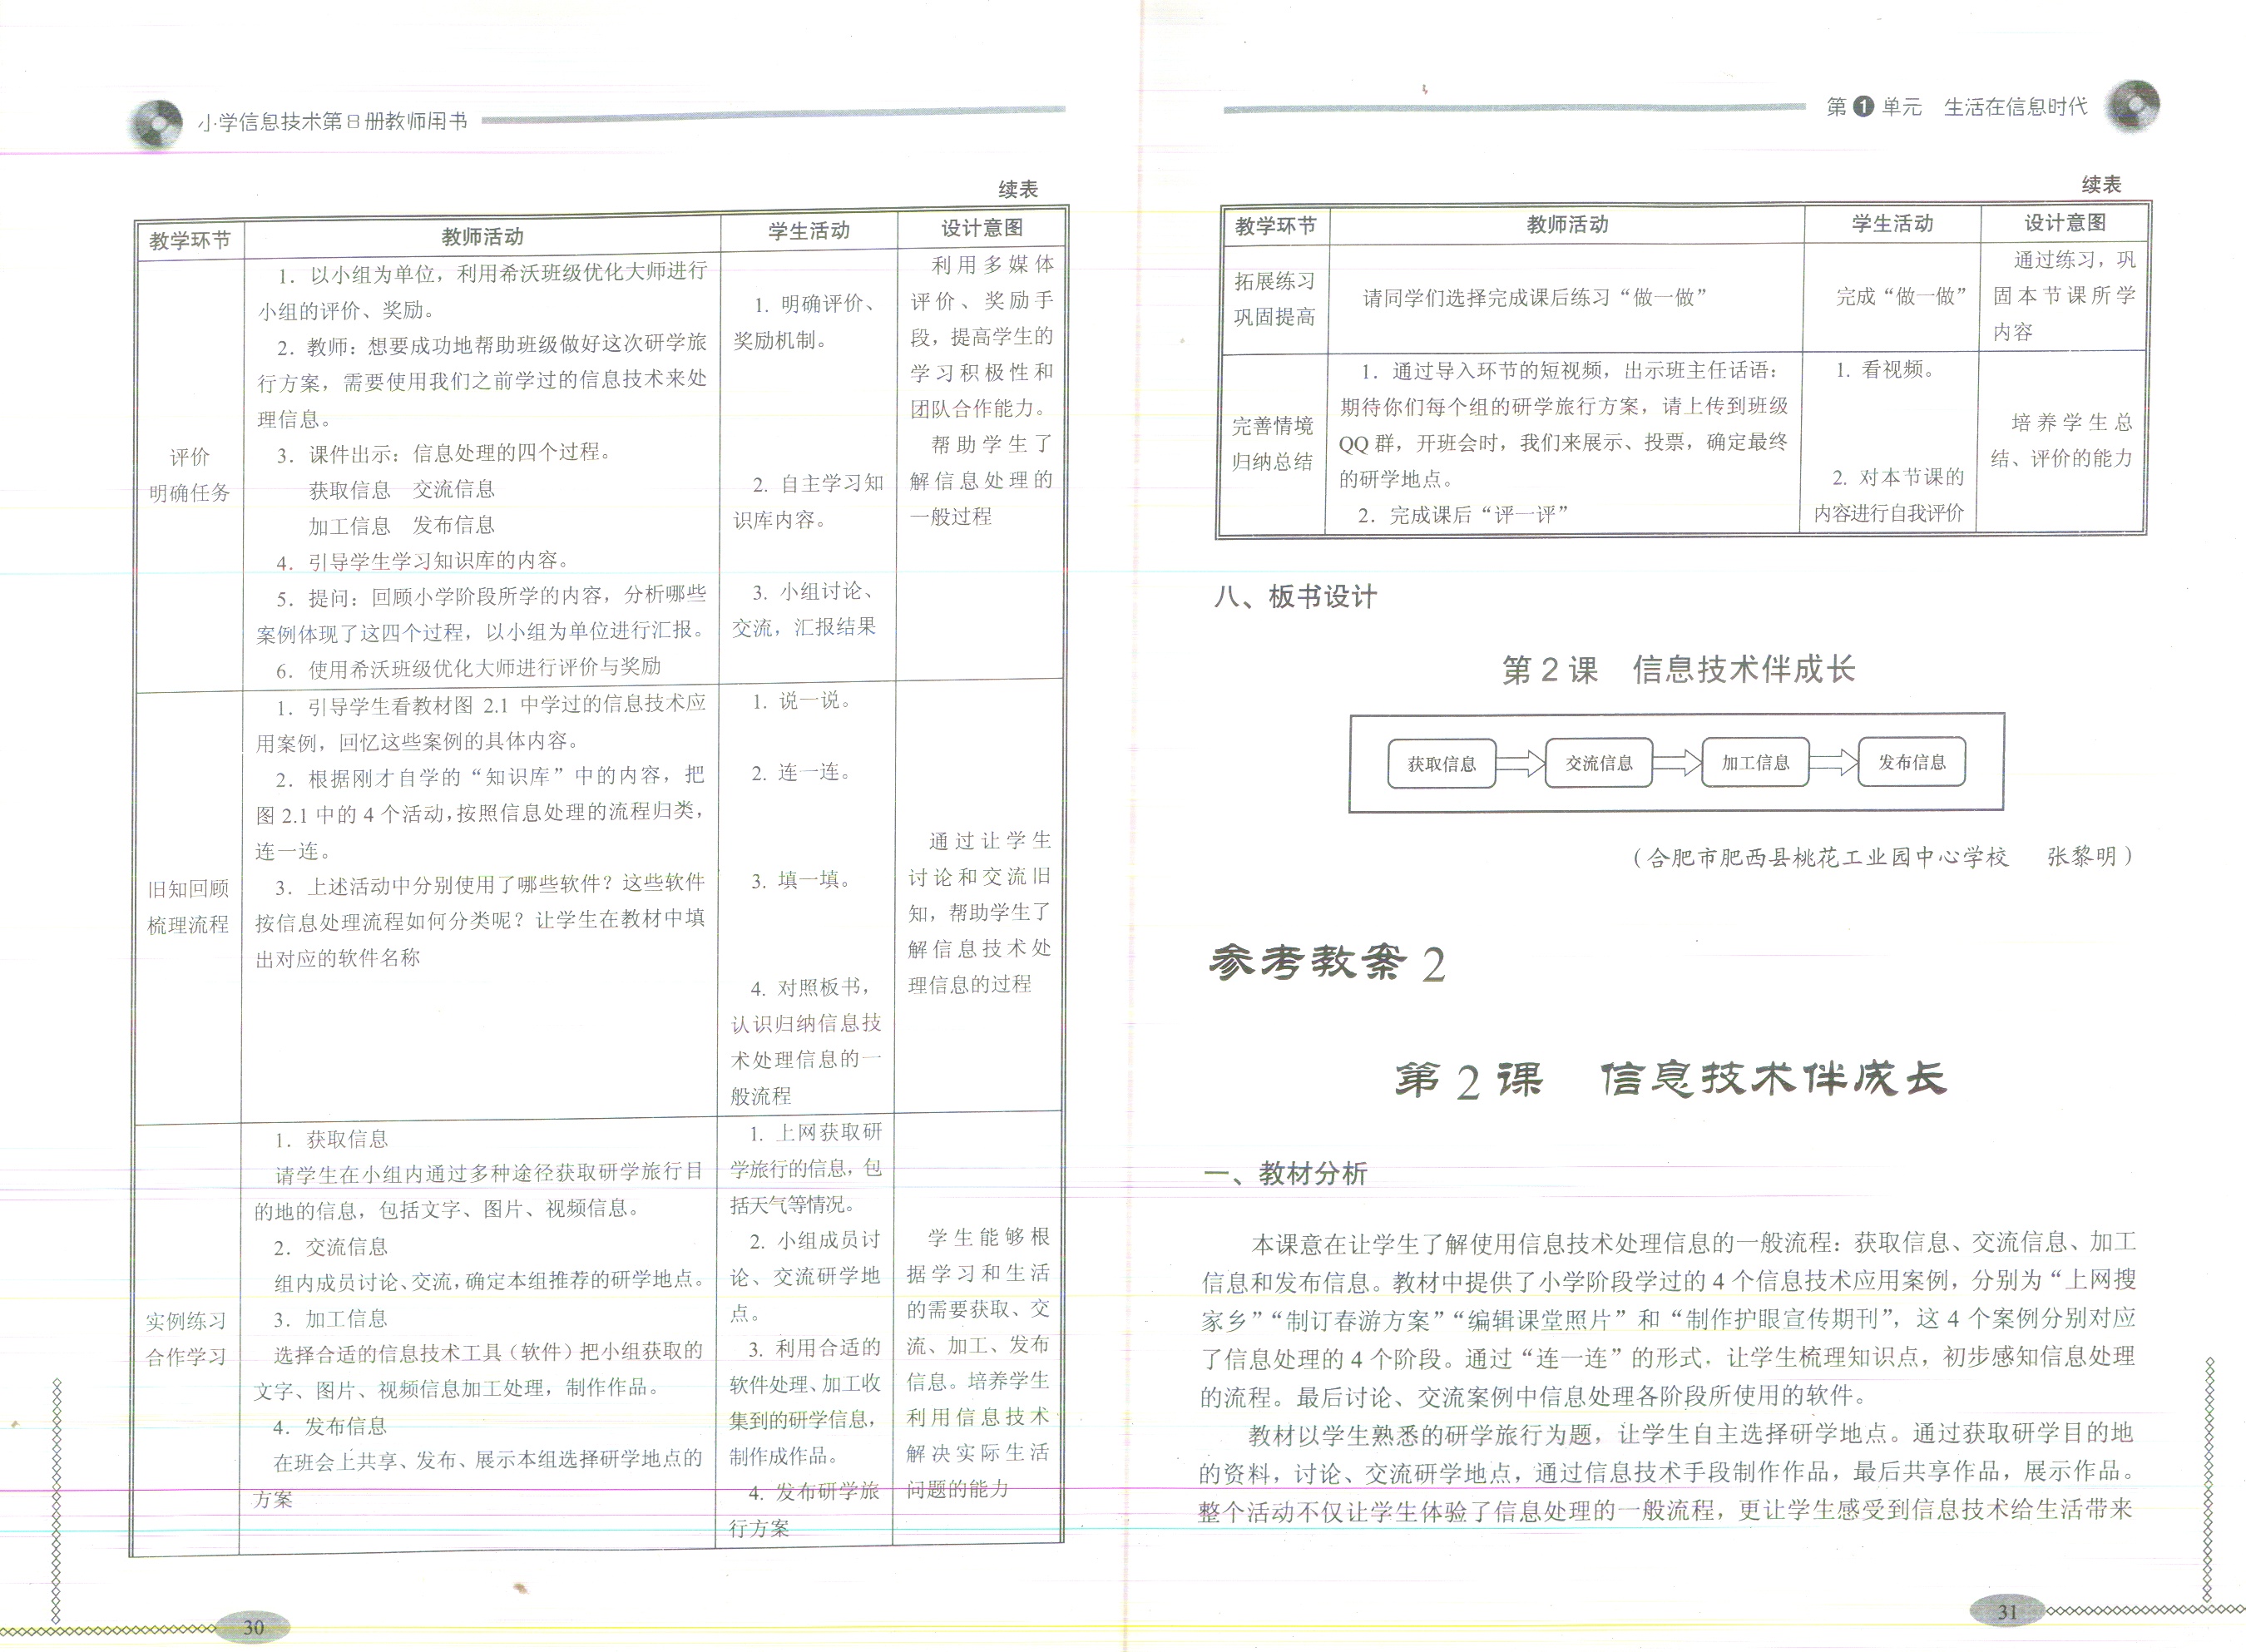 小学信息技术第8册教师用书
续表
教学环节
教师活动
学生活动
设计意图
评价
明确任务
1. 以小组为单位，利用希沃班级优化大师进行
小组的评价、奖励。
2. 教师：想要成功地帮助班级做好这次研学旅
行方案，需要使用我们之前学过的信息技术来处
理信息。
3. 课件出示：信息处理的四个过程。
获取信息 交流信息
加工信息 发布信息
4. 引导学生学习知识库的内容。
5. 提问：回顾小学阶段所学的内容，分析哪些
案例体现了这四个过程，以小组为单位进行汇报。
6. 使用希沃班级优化大师进行评价与奖励
1. 明确评价、
奖励机制。
2. 自主学习知
识库内容。
3. 小组讨论、
交流，汇报结果
利用多媒体
评价、奖励手
段，提高学生的
学习积极性和
团队合作能力。
帮助学生了
解信息处理的
一般过程
旧知回顾
梳理流程
1. 引导学生看教材图 2.1 中学过的信息技术应
用案例，回忆这些案例的具体内容。
2. 根据刚才自学的“知识库”中的内容，把
图 2.1 中的 4 个活动，按照信息处理的流程归类，
连一连。
3. 上述活动中分别使用了哪些软件？这些软件
按信息处理流程如何分类呢？让学生在教材中填
出对应的软件名称
1. 说一说。
2. 连一连。
3. 填一填。
4. 对照板书，
认识归纳信息技
术处理信息的一
般流程
通过让学生
讨论和交流旧
知，帮助学生了
解信息技术处
理信息的过程
实例练习
合作学习
1. 获取信息
请学生在小组内通过多种途径获取研学旅行目
的地的信息，包括文字、图片、视频信息。
2. 交流信息
组内成员讨论、交流，确定本组推荐的研学地点。
3. 加工信息
选择合适的信息技术工具（软件）把小组获取的
文字、图片、视频信息加工处理，制作作品。
4. 发布信息
在班会上共享、发布、展示本组选择研学地点的
方案
1. 上网获取研
学旅行的信息，包
括天气等情况。
2. 小组成员讨
论、交流研学地
点。
3. 利用合适的
软件处理、加工收
集到的研学信息，
制作成作品。
4. 发布研学旅
行方案
学生能够根
据学习和生活
的需要获取、交
流、加工、发布
信息。培养学生
利用信息技术
解决实际生活
问题的能力
30
第1单元 生活在信息时代
续表
教学环节
教师活动
学生活动
设计意图
拓展练习
巩固提高
请同学们选择完成课后练习“做一做”
完成“做一做”
通过练习，巩
固本节课所学
内容
完善情境
归纳总结
1. 通过导入环节的短视频，出示班主任话语：
期待你们每个组的研学旅行方案，请上传到班级
QQ 群，开班会时，我们来展示、投票，确定最终
的研学地点。
2. 完成课后“评一评”
1. 看视频。
2. 对本节课的
内容进行自我评价
培养学生总
结、评价的能力
八、板书设计
第 2 课 信息技术伴成长
获取信息 交流信息 加工信息 发布信息
（合肥市肥西县桃花工业园中心学校 张黎明）
参考教案 2
第 2 课 信息技术伴成长
一、教材分析
本课意在让学生了解使用信息技术处理信息的一般流程：获取信息、交流信息、加工
信息和发布信息。教材中提供了小学阶段学过的 4 个信息技术应用案例，分别为“上网搜
家乡”“制订春游方案”“编辑课堂照片”和“制作护眼宣传期刊”，这 4 个案例分别对应
了信息处理的 4 个阶段。通过“连一连”的形式，让学生梳理知识点，初步感知信息处理
的流程。最后讨论、交流案例中信息处理各阶段所使用的软件。
教材以学生熟悉的研学旅行为题，让学生自主选择研学地点。通过获取研学目的地
的资料，讨论、交流研学地点，通过信息技术手段制作作品，最后共享作品，展示作品。
整个活动不仅让学生体验了信息处理的一般流程，更让学生感受到信息技术给生活带来
31